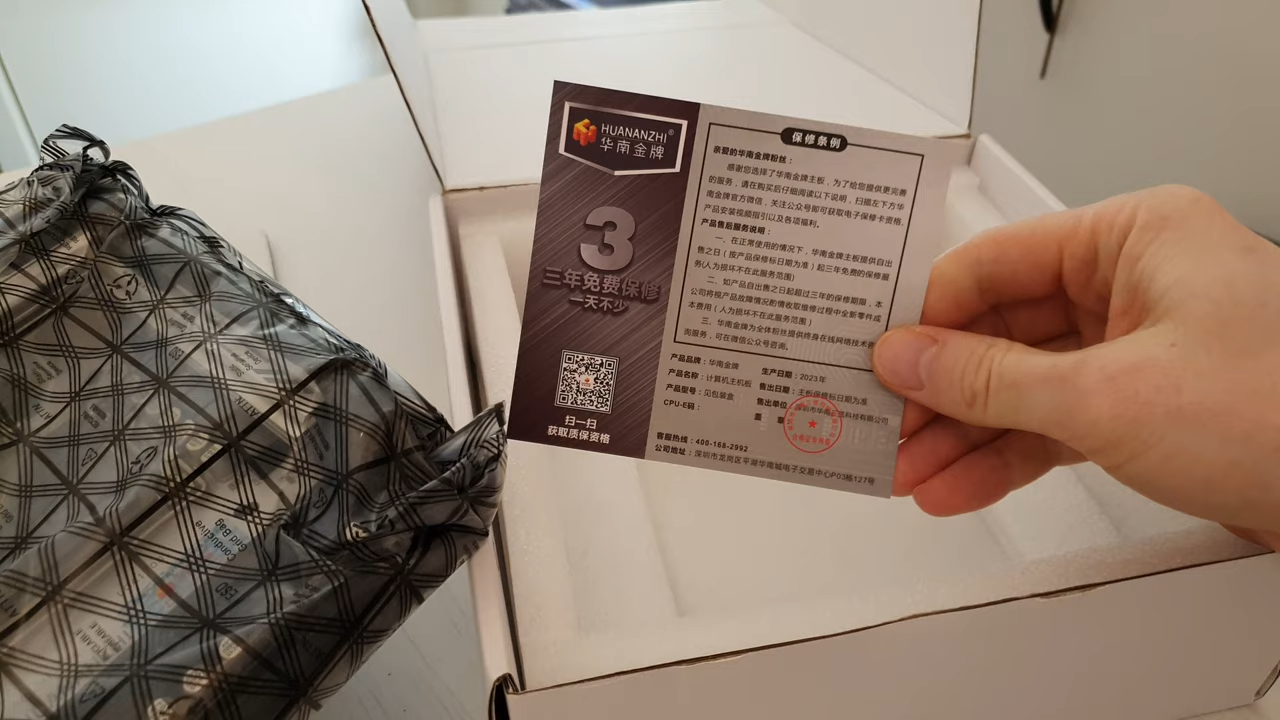 HUANANZHI®
华南金牌
3
三年免费保修
一天不少
扫一扫
获取质保资格
保修条例
亲爱的华南金牌粉丝：
感谢您选择了华南金牌主板，为了给您提供更完善
的服务，请在购买后仔细阅读以下说明，扫描左下方华
南金牌官方微信，关注公众号即可获取电子保修卡资格，
产品安装视频指引以及各项福利。
产品售后服务说明：
一、在正常使用的情况下，华南金牌主板提供自出
售之日（按产品保修标日期为准）起三年免费的保修服
务(人为损坏不在此服务范围)
二、如产品自出售之日起超过三年的保修期限，本
公司将视产品故障情况酌情收取维修过程中全新零件成
本费用（人为损坏不在此服务范围）
三、华南金牌为全体粉丝提供终身在线网络技术咨
询服务，可在微信公众号咨询。
产品品牌：华南金牌
产品名称：计算机主机板
产品型号：见包装盒
CPU-E码：
生产日期：2023年
售出日期：主板保修标日期为准
售出单位
盖 章
客服热线：400-168-2992
公司地址：深圳市龙岗区平湖华南城电子交易中心P03栋127号
Conductive
Grid Bag
ESD
RECYCLABLE